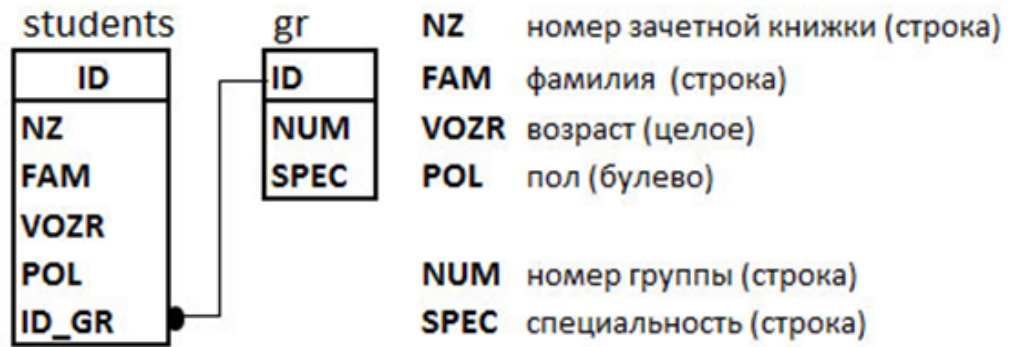 students gr NZ номер зачетной книжки (строка)
ID ID FAM фамилия (строка)
NZ NUM VOZR возраст (целое)
FAM SPEC POL пол (булево)
VOZR
POL NUM номер группы (строка)
ID_GR SPEC специальность (строка)